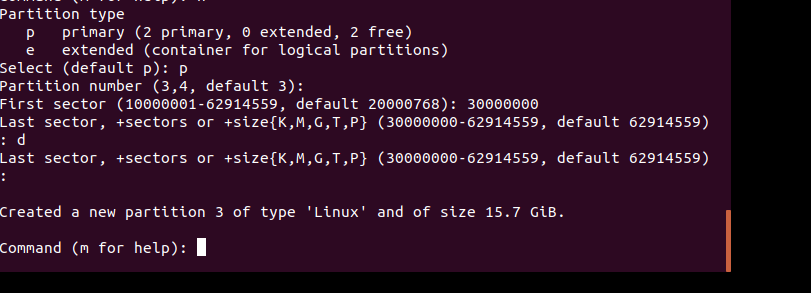 Partition type
   p   primary (2 primary, 0 extended, 2 free)
   e   extended (container for logical partitions)
Select (default p): p
Partition number (3,4, default 3):
First sector (10000001-62914559, default 20000768): 30000000
Last sector, +sectors or +size{K,M,G,T,P} (30000000-62914559, default 62914559)
: d
Last sector, +sectors or +size{K,M,G,T,P} (30000000-62914559, default 62914559)
:
Created a new partition 3 of type 'Linux' and of size 15.7 GiB.
Command (m for help):